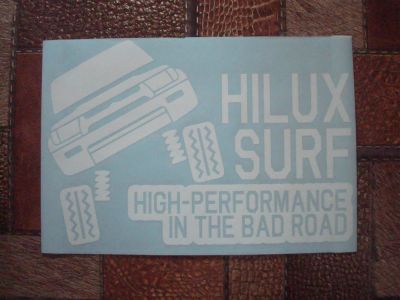 HILUX
SURF
HIGH-PERFORMANCE
IN THE BAD ROAD